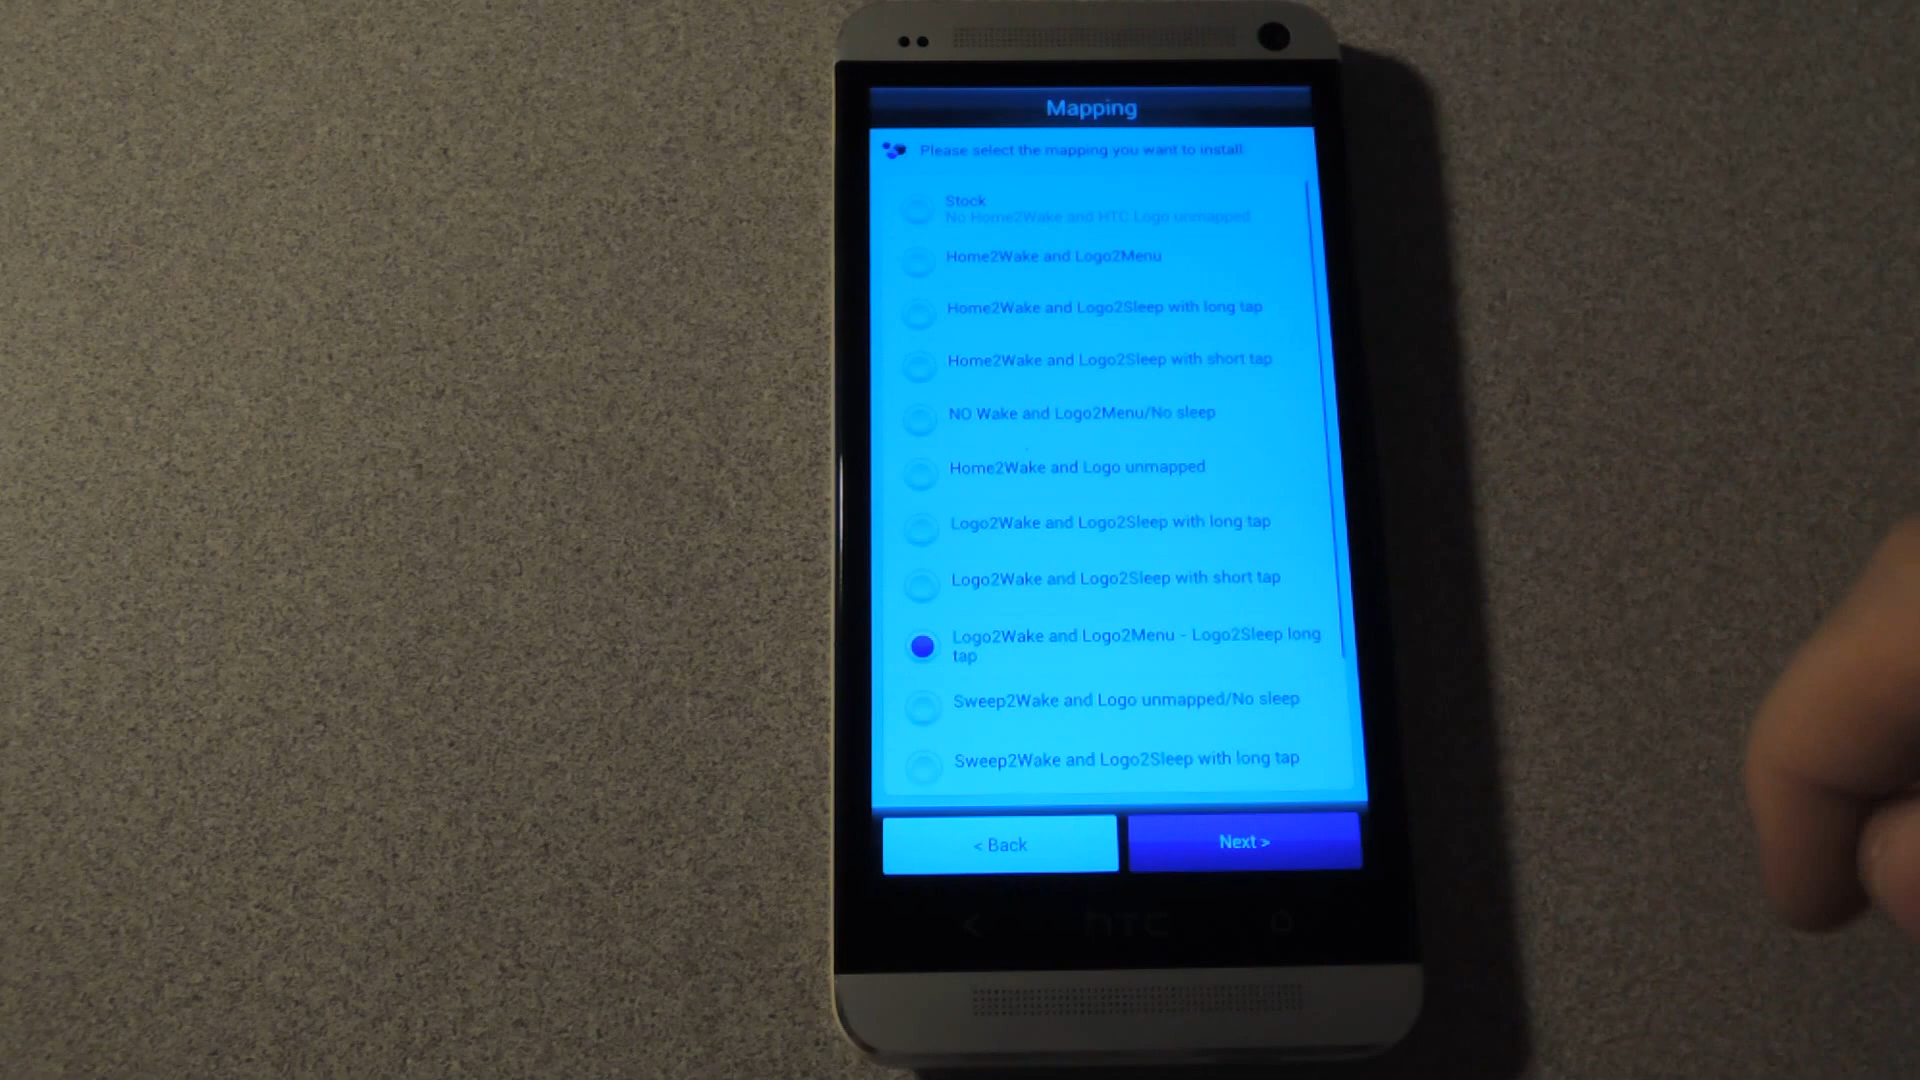 Mapping
Please select the mapping you want to install
Stock
No Home2Wake and HTC Logo unmapped
Home2Wake and Logo2Menu
Home2Wake and Logo2Sleep with long tap
Home2Wake and Logo2Sleep with short tap
NO Wake and Logo2Menu/No sleep
Home2Wake and Logo unmapped
Logo2Wake and Logo2Sleep with long tap
Logo2Wake and Logo2Sleep with short tap
Logo2Wake and Logo2Menu - Logo2Sleep long
tap
Sweep2Wake and Logo unmapped/No sleep
Sweep2Wake and Logo2Sleep with long tap
< Back
Next >
hTC